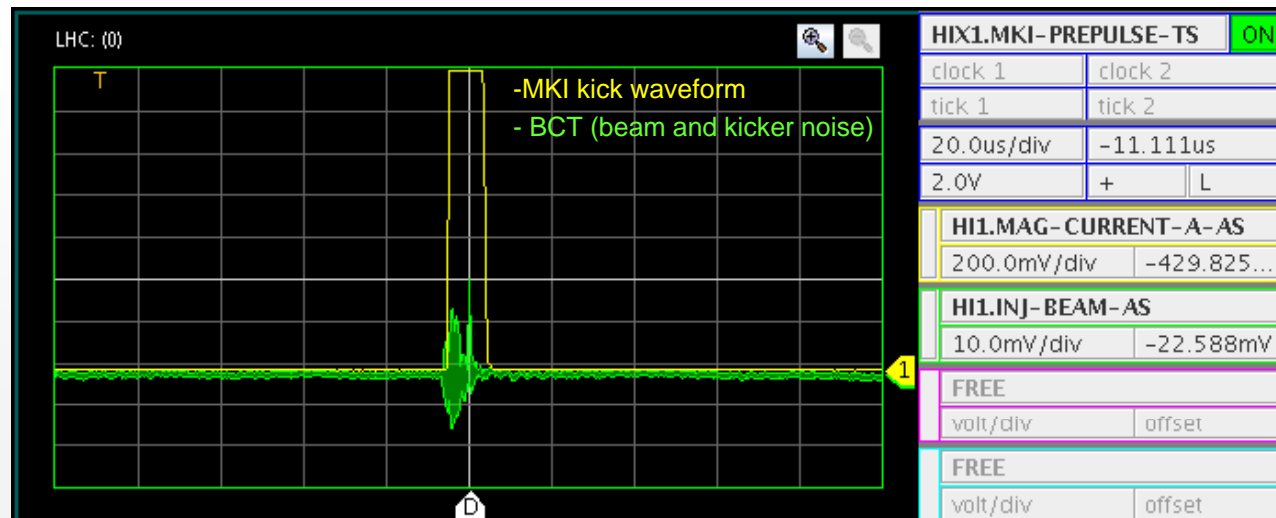 LHC: (0)
T
-MKI kick waveform
- BCT (beam and kicker noise)
1
D
HIX1.MKI-PREPULSE-TS ON
clock 1 clock 2
tick 1 tick 2
20.0us/div -11.111us
2.0V + L
HI1.MAG-CURRENT-A-AS
200.0mV/div -429.825...
HI1.INJ-BEAM-AS
10.0mV/div -22.588mV
FREE
volt/div offset
FREE
volt/div offset